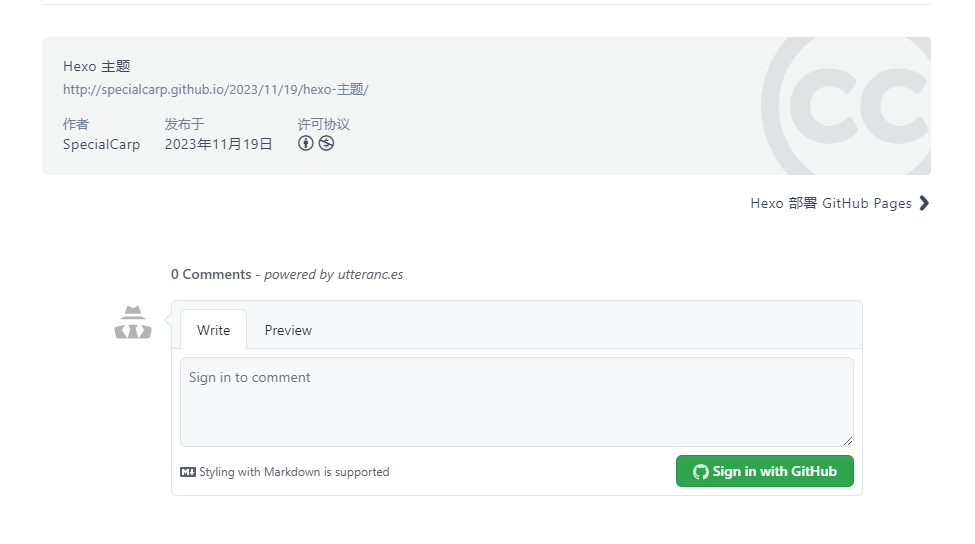 Hexo 主题
http://specialcarp.github.io/2023/11/19/hexo-主题/
作者 发布于 许可协议
SpecialCarp 2023年11月19日
cc
Hexo 部署 GitHub Pages
0 Comments - powered by utteranc.es
Write Preview
Sign in to comment
Styling with Markdown is supported
Sign in with GitHub